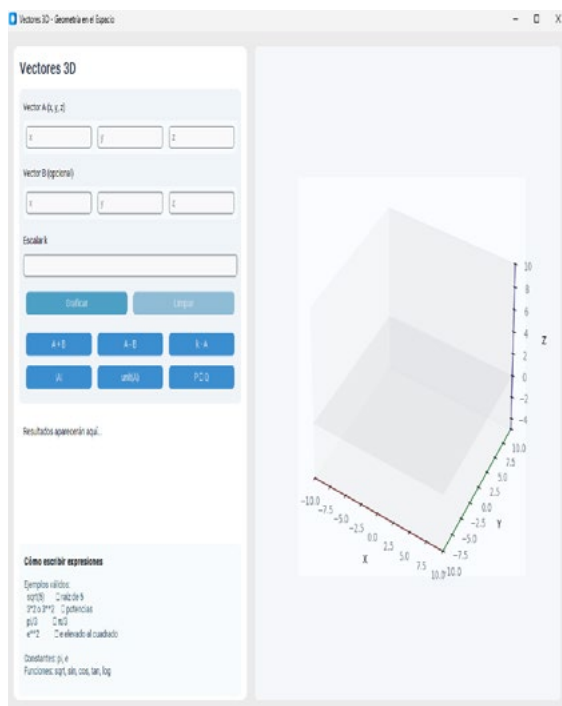 Vectores 3D - Geometría en el Espacio
Vectores 3D
Vector A (x, y, z)
x y z
Vector B (opcional)
x y z
Escalar k
Graficar Limpiar
A + B A - B k · A
|A| unit(A)
Resultados aparecerán aquí...
Cómo escribir expresiones
Ejemplos válidos:
sqrt(5) □ raíz de 5
3^2 o 3**2 □ potencias
pi/3 □ π/3
e**2 □ e elevado al cuadrado
Constantes: pi, e
Funciones: sqrt, sin, cos, tan, log
10
8
6
4
2
0
−2
−4
Z
10.0
7.5
5.0
2.5
0.0
−2.5
−5.0
−7.5
−10.0
Y
−10.0
−7.5
−5.0
−2.5
0.0
2.5
5.0
7.5
10.0
X